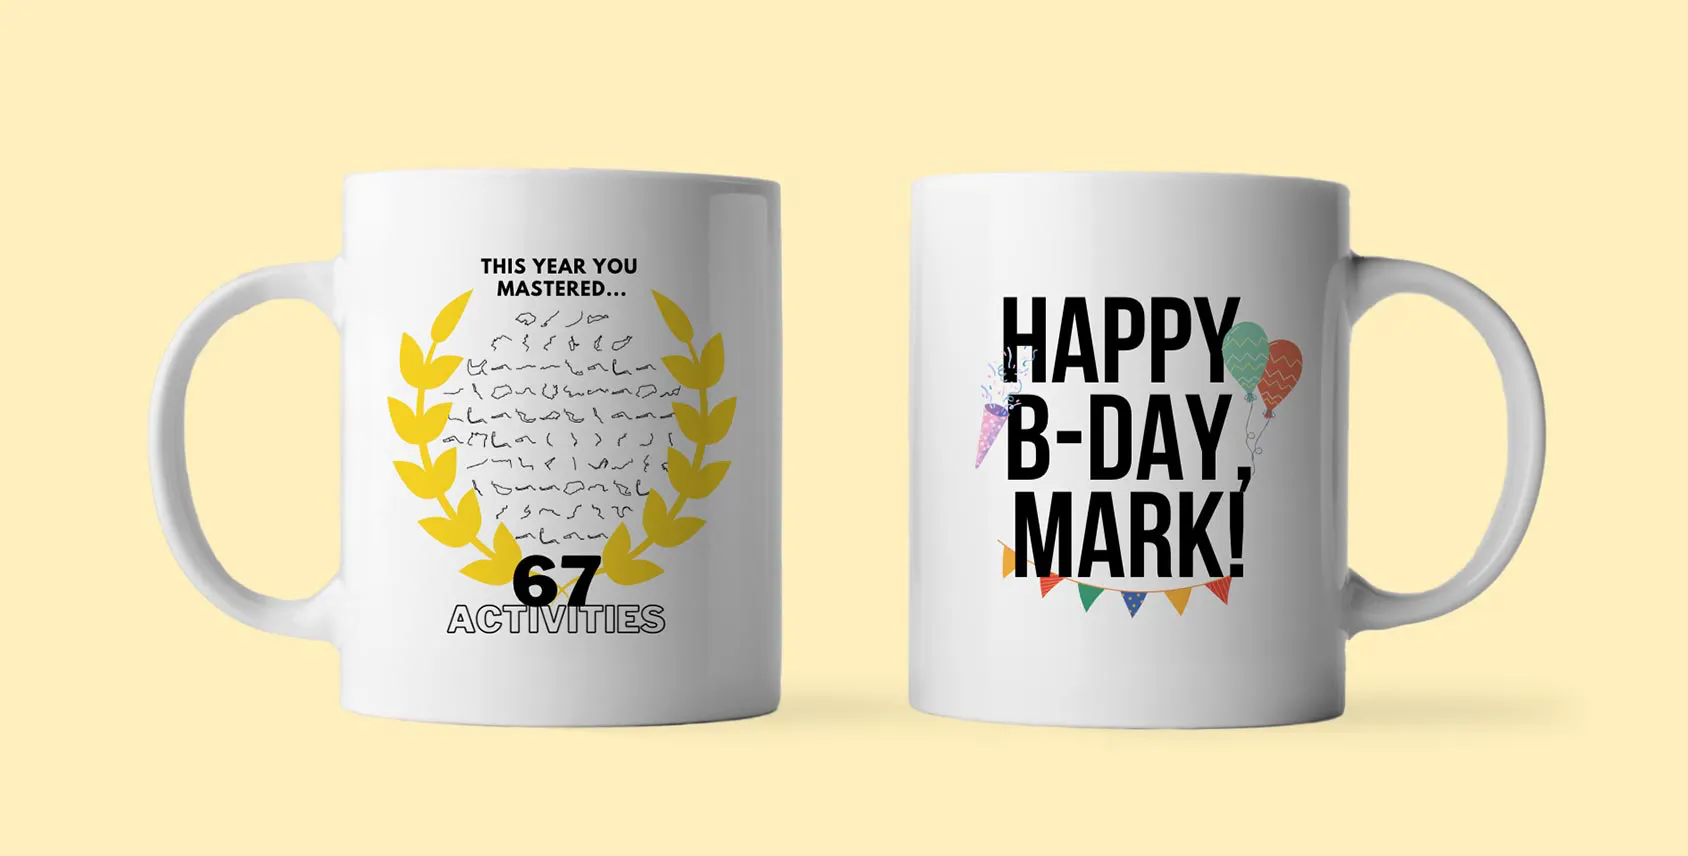 THIS YEAR YOU
MASTERED...
67
ACTIVITIES
HAPPY
B-DAY,
MARK!